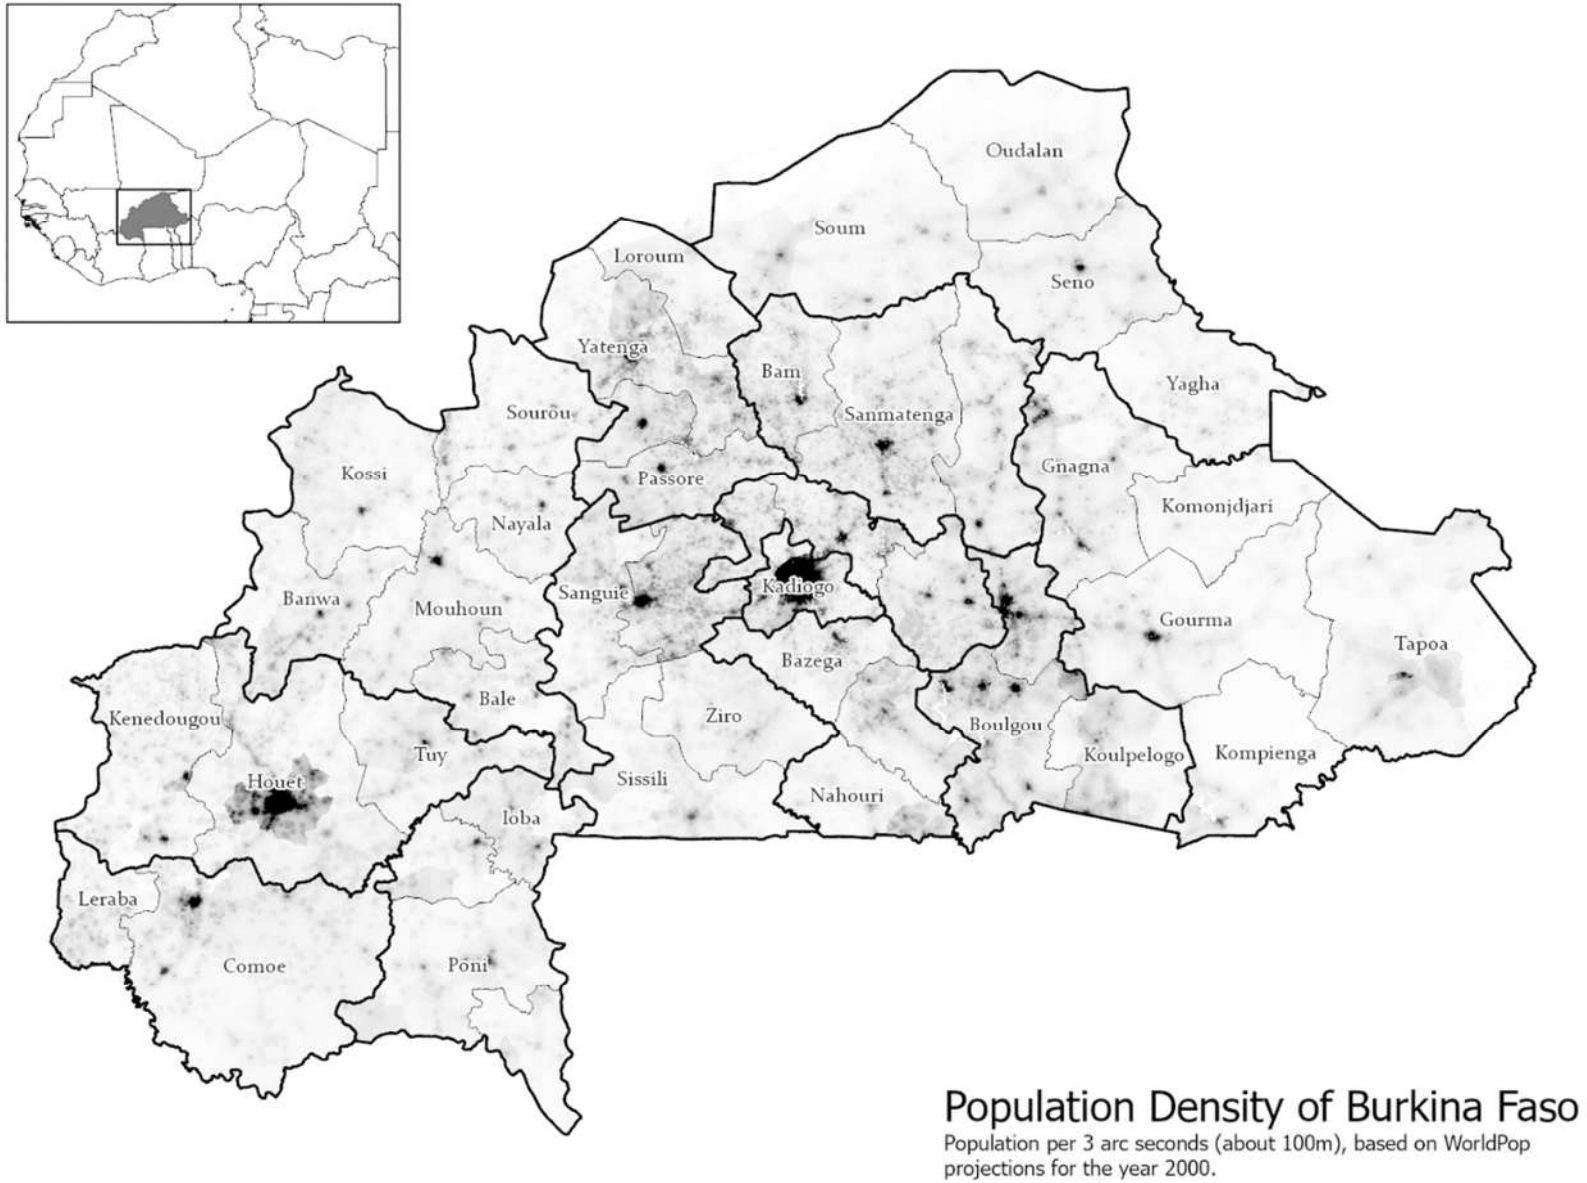 Oudalan
Soum
Loroum
Seno
Yatenga
Bam
Yagha
Sourou
Sanmatenga
Kossi
Passore
Gnagna
Komonjdjari
Nayala
Sanguie
Kadiogo
Banwa
Mouhoun
Gourma
Tapoa
Bazega
Bale
Kenedougou
Ziro
Boulgou
Tuy
Koulpelogo
Kompienga
Houet
Sissili
Nahouri
Ioba
Leraba
Comoe
Poni
Population Density of Burkina Faso
Population per 3 arc seconds (about 100m), based on WorldPop
projections for the year 2000.